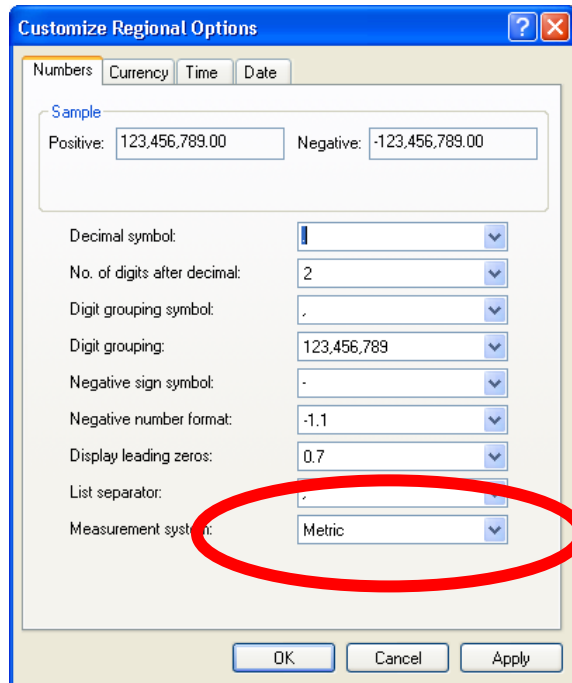 Customize Regional Options
Numbers Currency Time Date
Sample
Positive: 123,456,789.00 Negative: -123,456,789.00
Decimal symbol: .
No. of digits after decimal: 2
Digit grouping symbol: ,
Digit grouping: 123,456,789
Negative sign symbol: -
Negative number format: -1.1
Display leading zeros: 0.7
List separator: ,
Measurement system: Metric
OK Cancel Apply